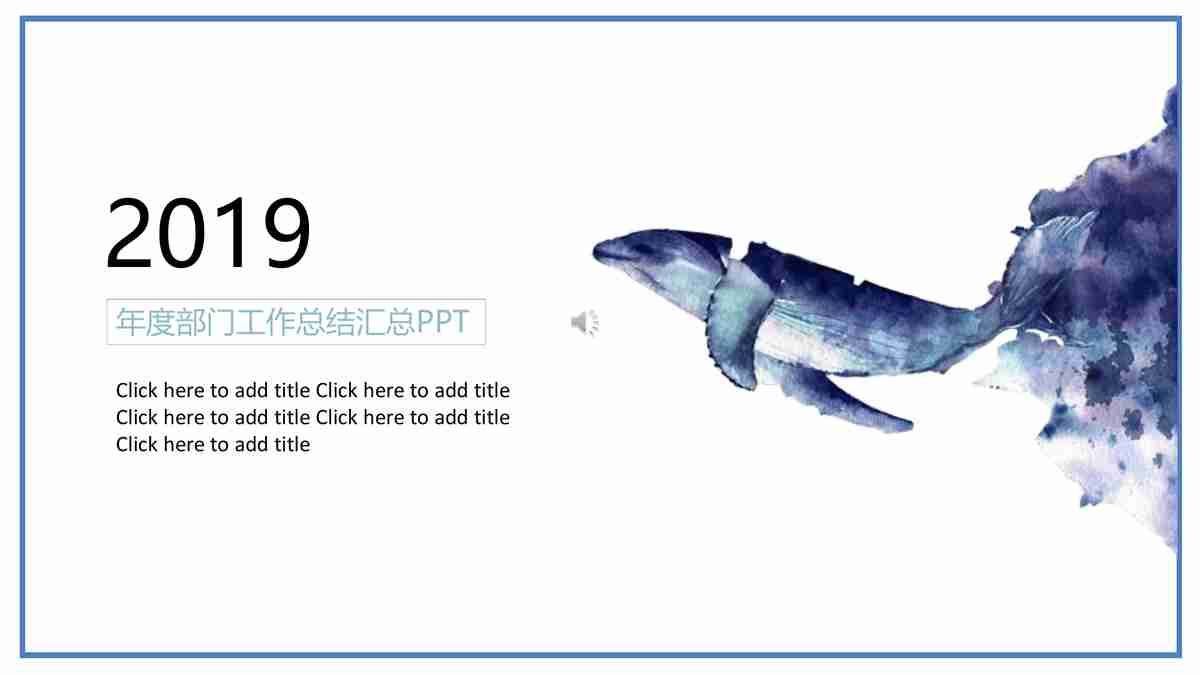 2019
年度部门工作总结汇总PPT
Click here to add title Click here to add title
Click here to add title Click here to add title
Click here to add title